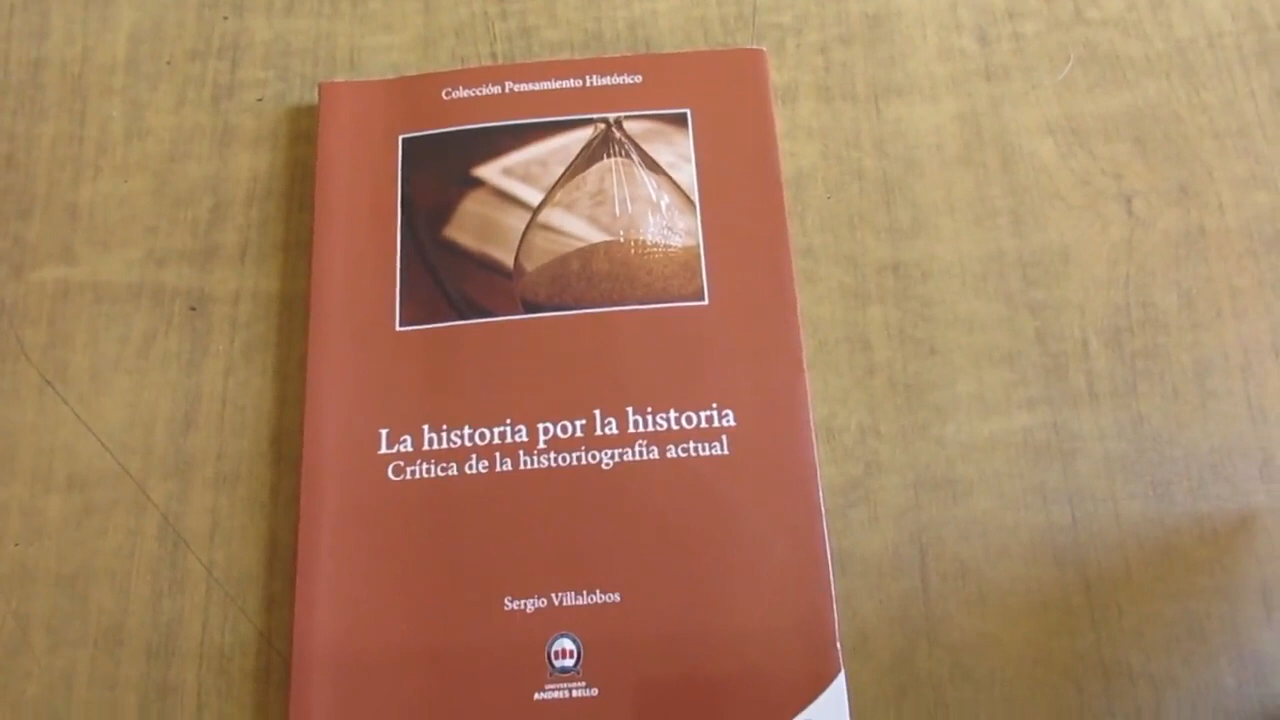 Colección Pensamiento Histórico
La historia por la historia
Crítica de la historiografía actual
Sergio Villalobos
UNIVERSIDAD
ANDRES BELLO